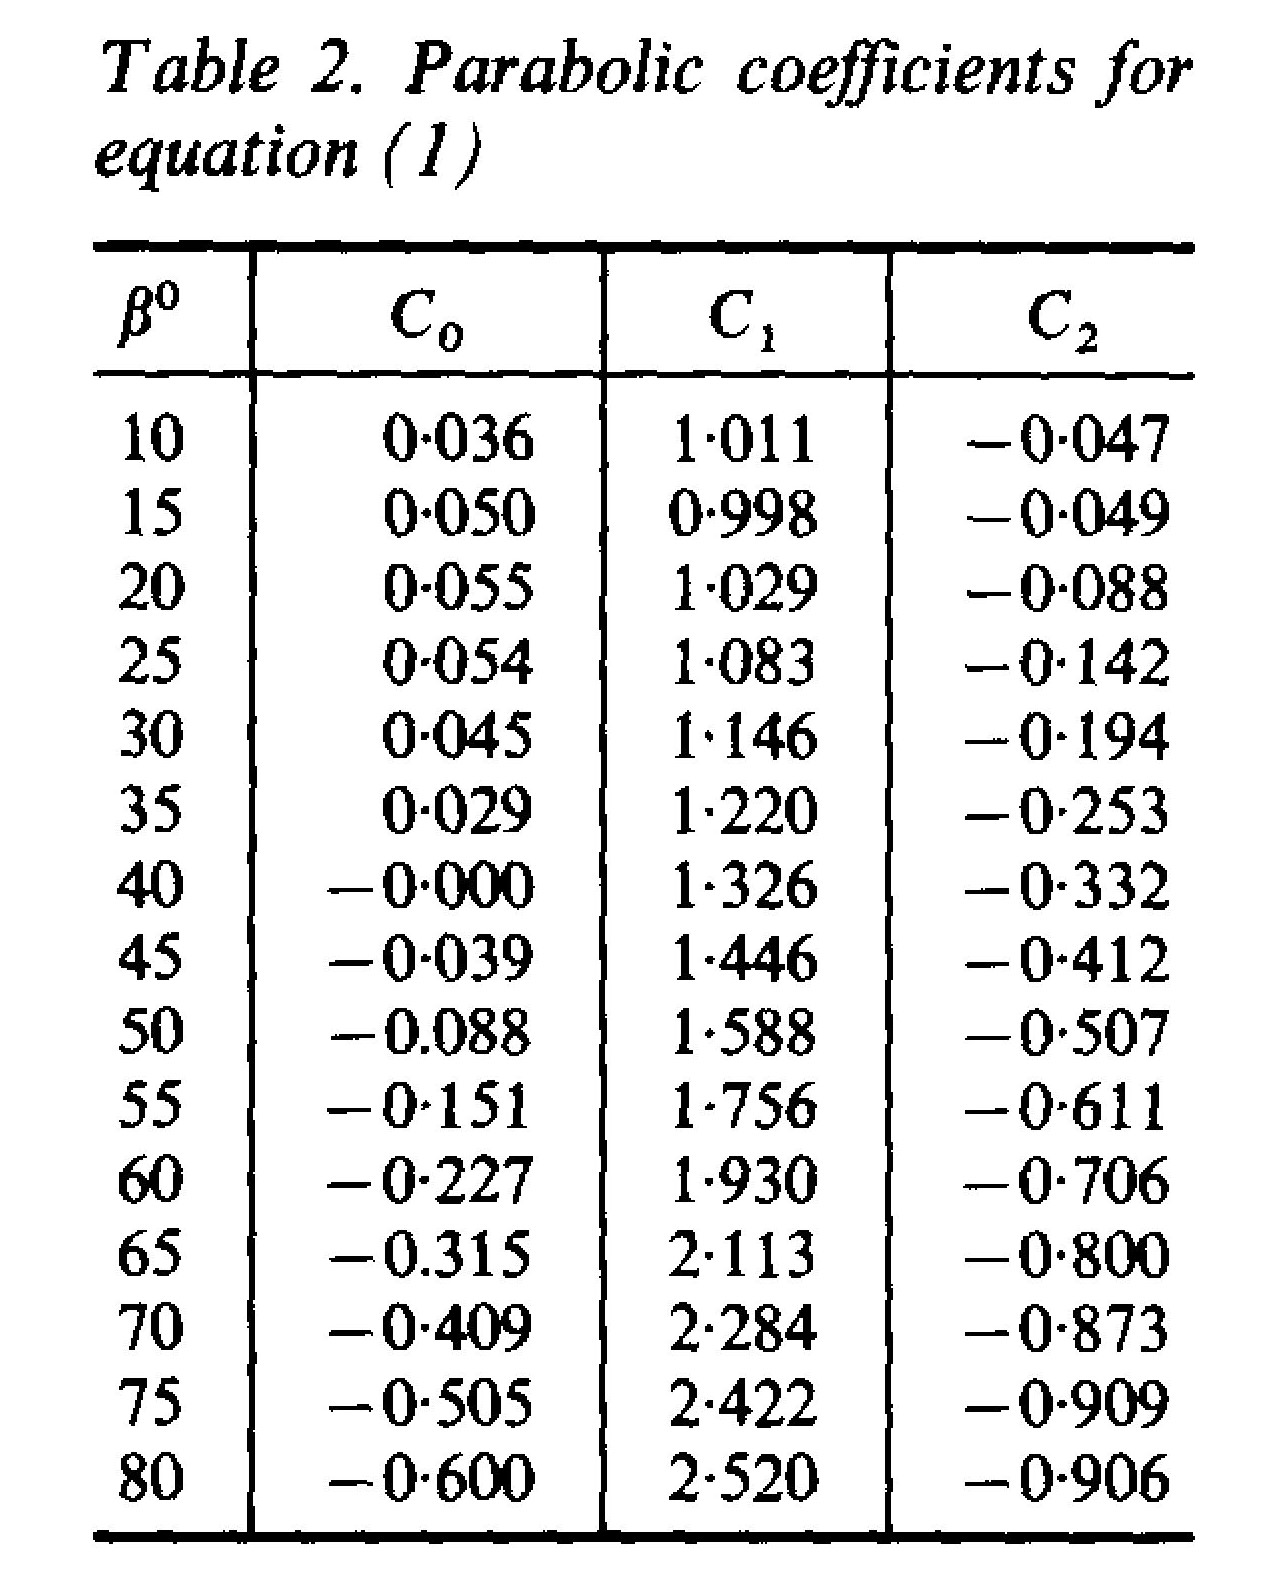 Table 2. Parabolic coefficients for
equation (1)
β⁰ C₀ C₁ C₂
10 0·036 1·011 −0·047
15 0·050 0·998 −0·049
20 0·055 1·029 −0·088
25 0·054 1·083 −0·142
30 0·045 1·146 −0·194
35 0·029 1·220 −0·253
40 −0·000 1·326 −0·332
45 −0·039 1·446 −0·412
50 −0.088 1·588 −0·507
55 −0·151 1·756 −0·611
60 −0·227 1·930 −0·706
65 −0.315 2·113 −0·800
70 −0·409 2·284 −0·873
75 −0·505 2·422 −0·909
80 −0·600 2·520 −0·906